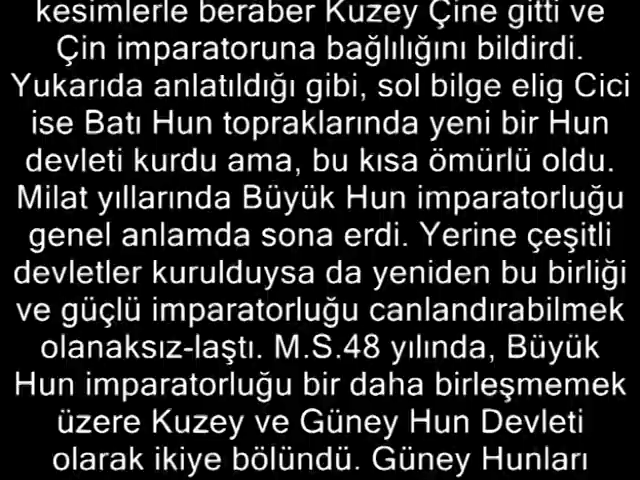 kesimlerle beraber Kuzey Çine gitti ve
Çin imparatoruna bağlılığını bildirdi.
Yukarıda anlatıldığı gibi, sol bilge elig Cici
ise Batı Hun topraklarında yeni bir Hun
devleti kurdu ama, bu kısa ömürlü oldu.
Milat yıllarında Büyük Hun imparatorluğu
genel anlamda sona erdi. Yerine çeşitli
devletler kurulduysa da yeniden bu birliği
ve güçlü imparatorluğu canlandırabilmek
olanaksız-laştı. M.S.48 yılında, Büyük
Hun imparatorluğu bir daha birleşmemek
üzere Kuzey ve Güney Hun Devleti
olarak ikiye bölündü. Güney Hunları